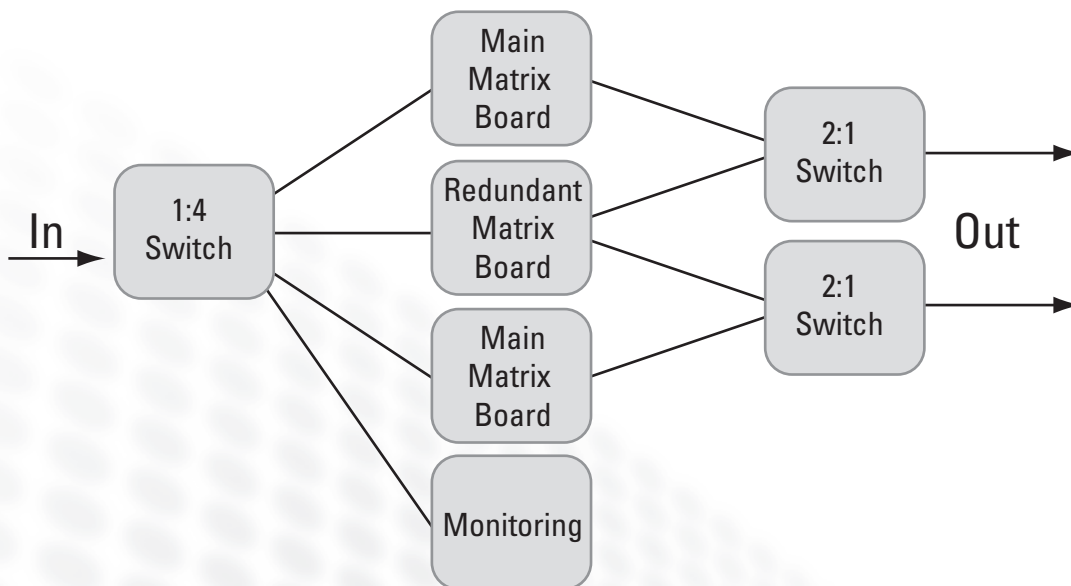 In
1:4
Switch
Main
Matrix
Board
Redundant
Matrix
Board
Main
Matrix
Board
Monitoring
2:1
Switch
2:1
Switch
Out